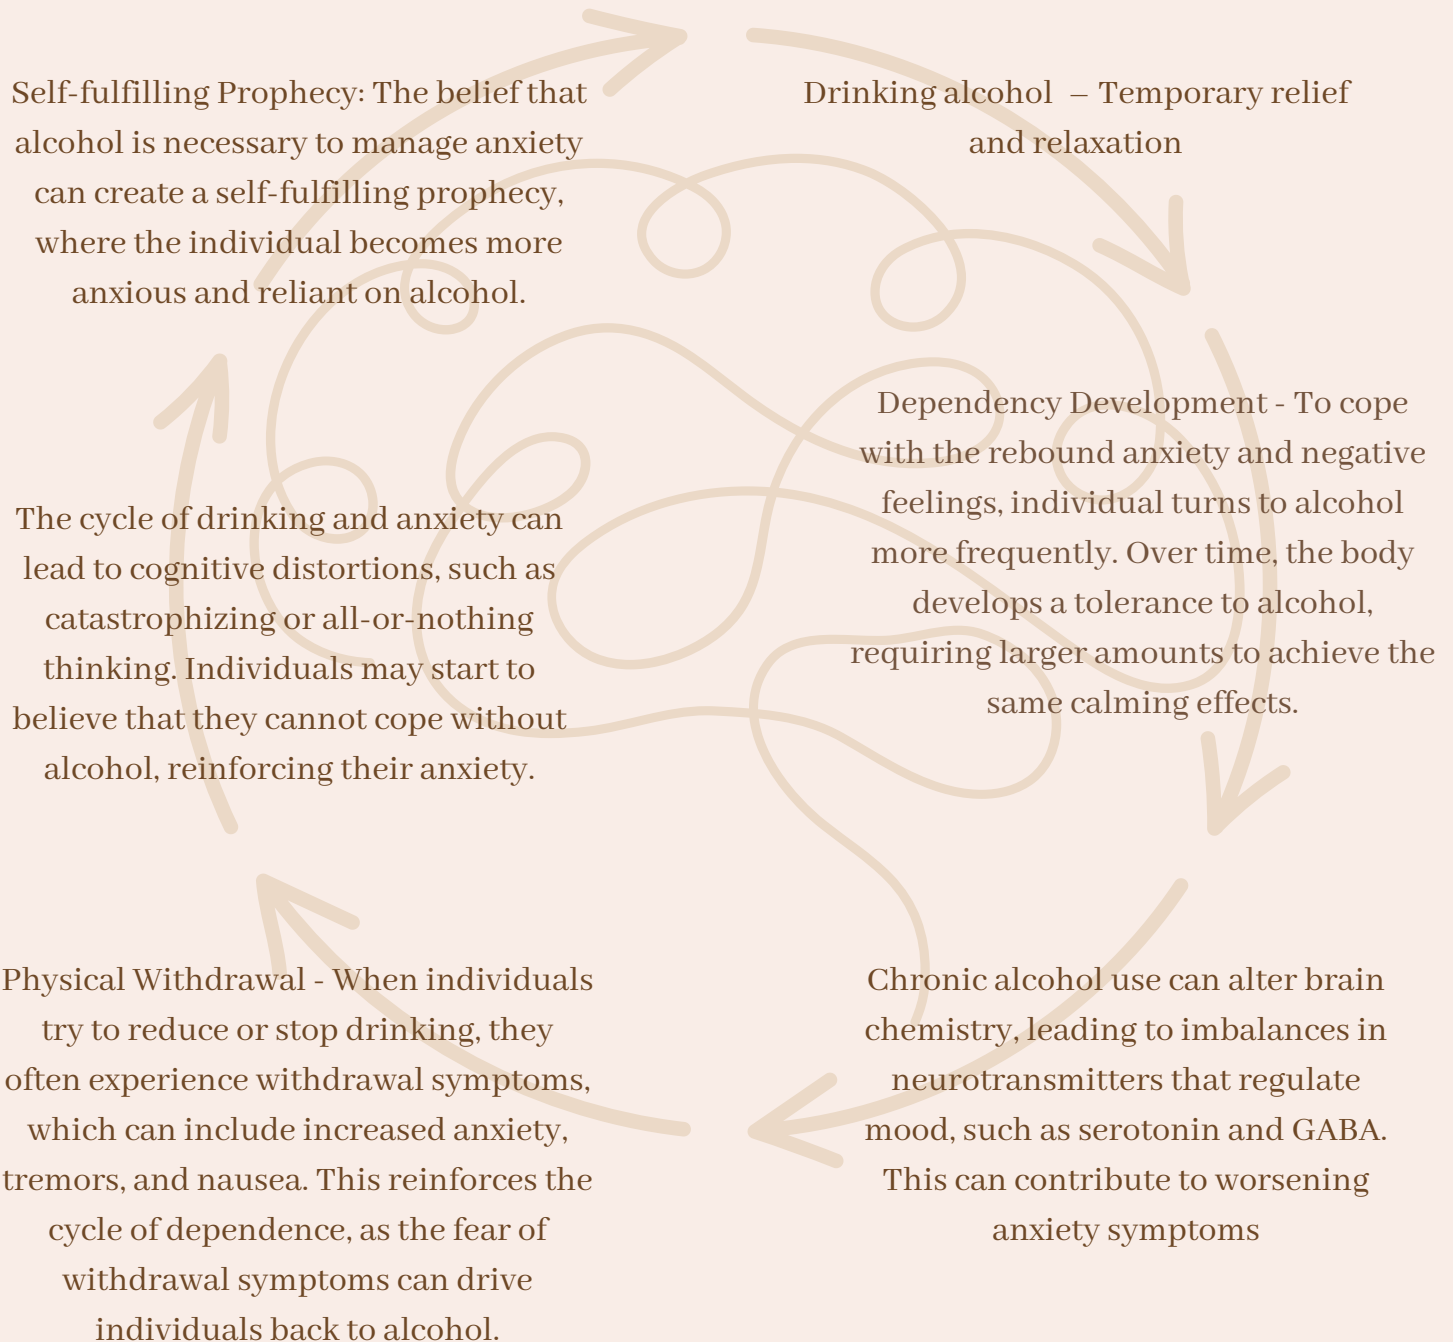 Self-fulfilling Prophecy: The belief that
alcohol is necessary to manage anxiety
can create a self-fulfilling prophecy,
where the individual becomes more
anxious and reliant on alcohol.
Drinking alcohol – Temporary relief
and relaxation
Dependency Development - To cope
with the rebound anxiety and negative
feelings, individual turns to alcohol
more frequently. Over time, the body
develops a tolerance to alcohol,
requiring larger amounts to achieve the
same calming effects.
The cycle of drinking and anxiety can
lead to cognitive distortions, such as
catastrophizing or all-or-nothing
thinking. Individuals may start to
believe that they cannot cope without
alcohol, reinforcing their anxiety.
Physical Withdrawal - When individuals
try to reduce or stop drinking, they
often experience withdrawal symptoms,
which can include increased anxiety,
tremors, and nausea. This reinforces the
cycle of dependence, as the fear of
withdrawal symptoms can drive
individuals back to alcohol.
Chronic alcohol use can alter brain
chemistry, leading to imbalances in
neurotransmitters that regulate
mood, such as serotonin and GABA.
This can contribute to worsening
anxiety symptoms